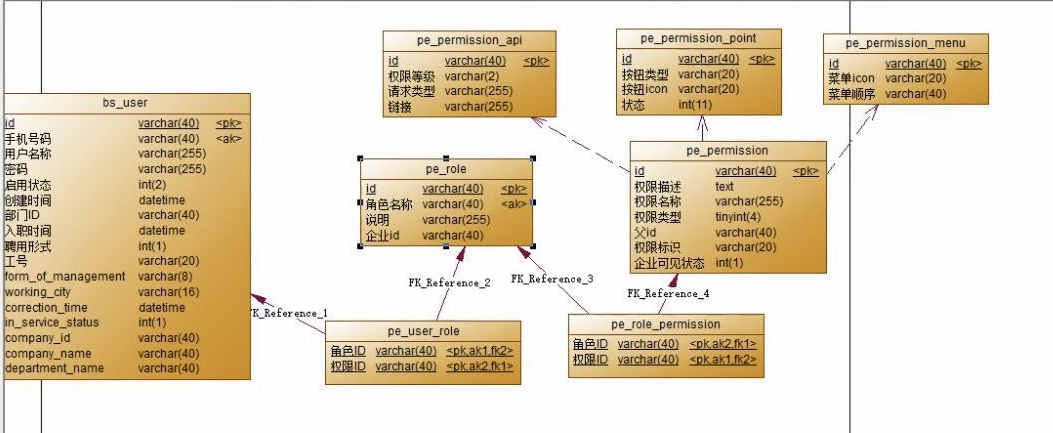 pe_permission_api
id varchar(40) <pk>
权限等级 varchar(2)
请求类型 varchar(255)
链接 varchar(255)
pe_permission_point
id varchar(40) <pk>
按钮类型 varchar(20)
按钮icon varchar(20)
状态 int(11)
pe_permission_menu
id varchar(40) <pk>
菜单icon varchar(20)
菜单顺序 varchar(40)
bs_user
id varchar(40) <pk>
手机号码 varchar(40) <ak>
用户名称 varchar(255)
密码 varchar(255)
启用状态 int(2)
创建时间 datetime
部门ID varchar(40)
入职时间 datetime
聘用形式 int(1)
工号 varchar(20)
form_of_management varchar(8)
working_city varchar(16)
correction_time datetime
in_service_status int(1)
company_id varchar(40)
company_name varchar(40)
department_name varchar(40)
pe_role
id varchar(40) <pk>
角色名称 varchar(40) <ak>
说明 varchar(255)
企业id varchar(40)
pe_permission
id varchar(40) <pk>
权限描述 text
权限名称 varchar(255)
权限类型 tinyint(4)
父id varchar(40)
权限标识 varchar(20)
企业可见状态 int(1)
FK_Reference_2
FK_Reference_3
FK_Reference_4
K_Reference_1
pe_user_role
角色ID varchar(40) <pk,ak1,fk2>
权限ID varchar(40) <pk,ak2,fk1>
pe_role_permission
角色ID varchar(40) <pk,ak2,fk1>
权限ID varchar(40) <pk,ak1,fk2>